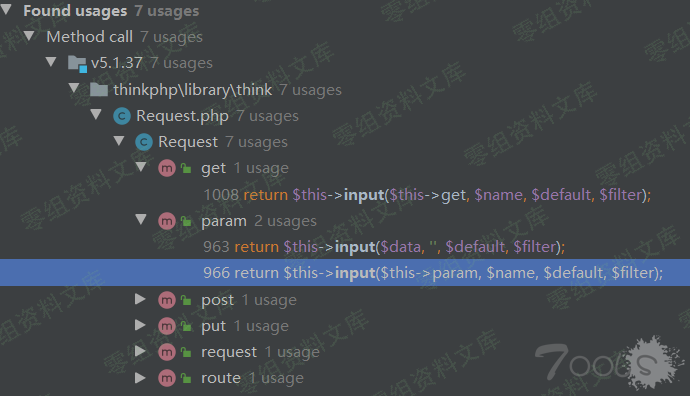 Found usages 7 usages
Method call 7 usages
v5.1.37 7 usages
thinkphp\library\think 7 usages
Request.php 7 usages
Request 7 usages
get 1 usage
1008 return $this->input($this->get, $name, $default, $filter);
param 2 usages
963 return $this->input($data, '', $default, $filter);
966 return $this->input($this->param, $name, $default, $filter);
post 1 usage
put 1 usage
request 1 usage
route 1 usage
零组资料文库